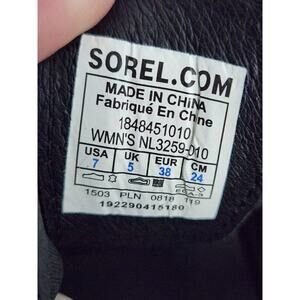 SOREL.COM
MADE IN CHINA
Fabriqué En Chine
1848451010
WMN'S NL3259-010
USA UK EUR CM
7 5 38 24
1503 PLN 0818 119
192290415180